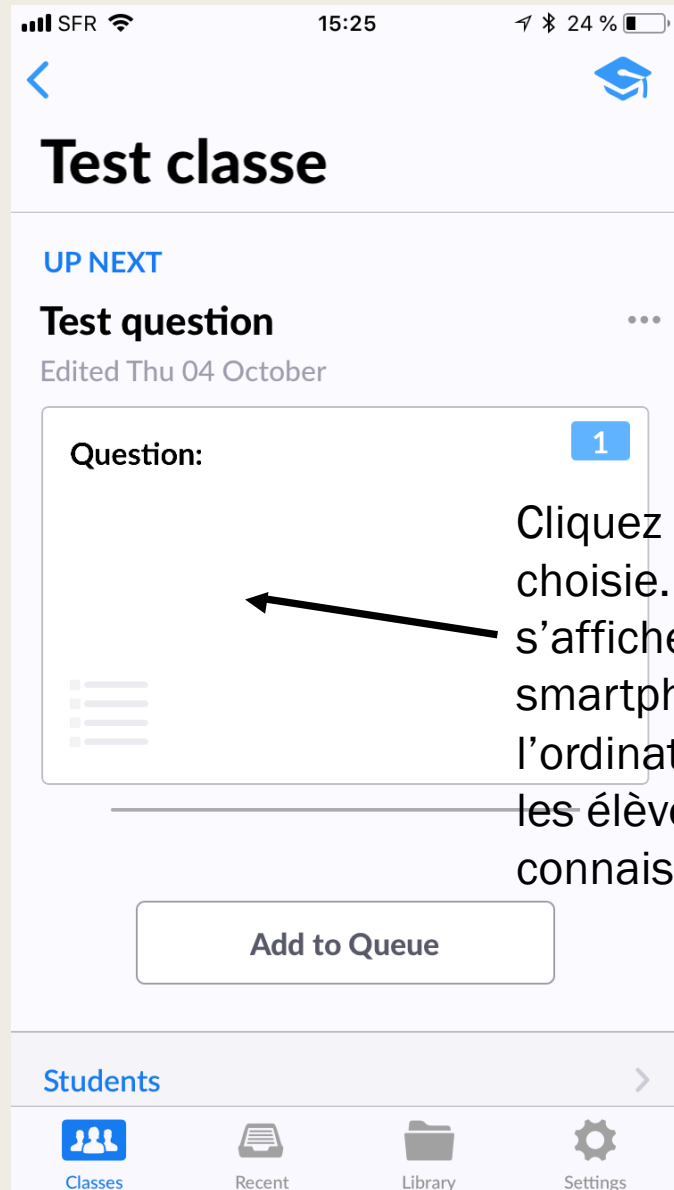 SFR 15:25 24 %
Test classe
UP NEXT
Test question
Edited Thu 04 October
Question: 1
Cliquez
choisie.
les
Add to Queue
Students
Classes Recent Library Settings